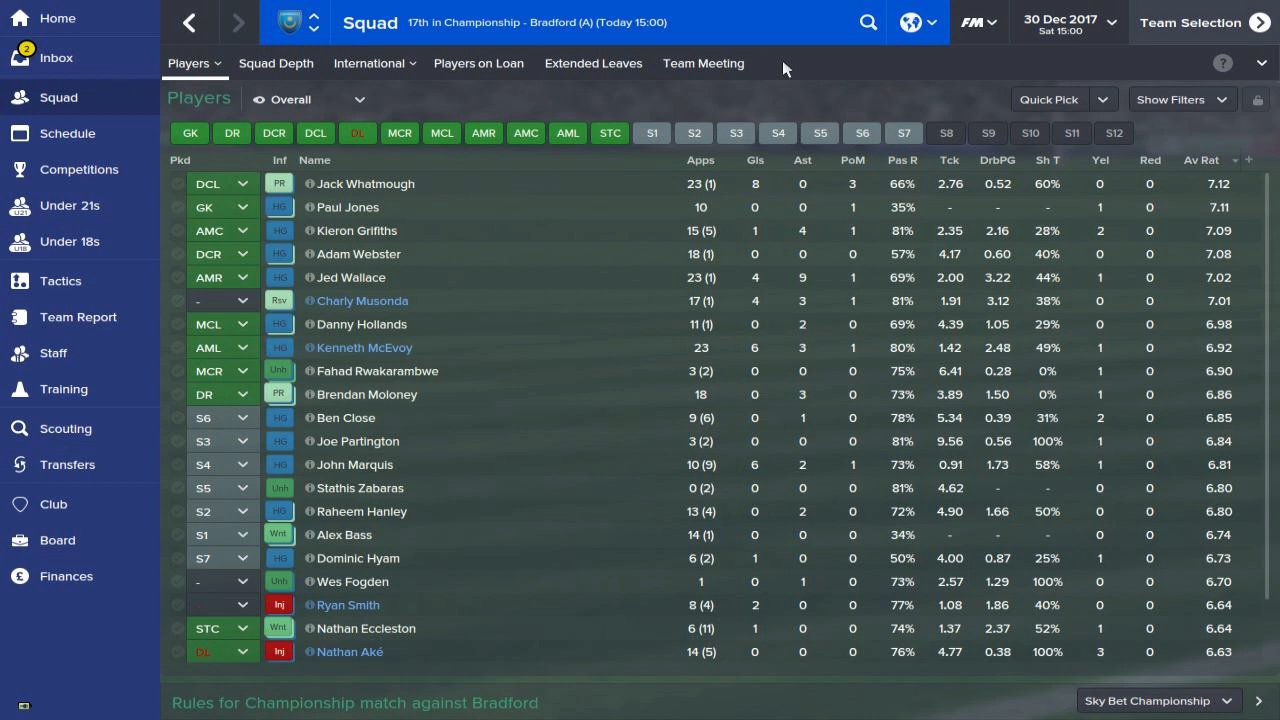 Home
Squad 17th in Championship - Bradford (A) (Today 15:00) FM 30 Dec 2017 Sat 15:00 Team Selection
2
Inbox
Squad
Schedule
Competitions
U21 Under 21s
U18 Under 18s
Tactics
Team Report
Staff
Training
Scouting
Transfers
Club
Board
£ Finances
Players International Squad Depth Players on Loan Extended Leaves Team Meeting ?
Players Overall Quick Pick Show Filters
GK DR DCR DCL DL MCR MCL AMR AMC AML STC S1 S2 S3 S4 S5 S6 S7 S8 S9 S10 S11 S12
Pkd Inf Name Apps Gls Ast PoM Pas R Tck DrbPG Sh T Yel Red Av Rat +
DCL PR Jack Whatmough 23 (1) 8 0 3 66% 2.76 0.52 60% 0 0 7.12
GK HG Paul Jones 10 0 0 1 35% - - - 1 0 7.11
AMC HG Kieron Grifiths 15 (5) 1 4 1 81% 2.35 2.16 28% 2 0 7.09
DCR HG Adam Webster 18 (1) 0 0 0 57% 4.17 0.60 40% 0 0 7.08
AMR HG Jed Wallace 23 (1) 4 9 1 69% 2.00 3.22 44% 1 0 7.02
- Rsv Charly Musonda 17 (1) 4 3 1 81% 1.91 3.12 38% 1 0 7.01
MCL HG Danny Hollands 11 (1) 0 2 0 69% 4.39 1.05 29% 0 0 6.98
AML HG Kenneth McEvoy 23 6 3 1 80% 1.42 2.48 49% 1 0 6.92
MCR Unh Fahad Rwakarambwe 3 (2) 0 0 0 75% 6.41 0.28 0% 1 0 6.90
DR PR Brendan Moloney 18 0 3 0 73% 3.89 1.50 0% 1 0 6.86
S6 HG Ben Close 9 (6) 0 1 0 78% 5.34 0.39 31% 2 0 6.85
S3 HG Joe Partington 3 (2) 0 0 0 81% 9.56 0.56 100% 1 0 6.84
S4 HG John Marquis 10 (9) 6 2 1 73% 0.91 1.73 58% 1 0 6.81
S5 Unh Stathis Zabaras 0 (2) 0 0 0 81% 4.62 - - 0 0 6.80
S2 HG Raheem Hanley 13 (4) 0 2 0 72% 4.90 1.66 50% 0 0 6.80
S1 Wnt Alex Bass 14 (1) 0 0 0 34% - - - 0 0 6.74
S7 HG Dominic Hyam 6 (2) 1 0 0 50% 4.00 0.87 25% 1 0 6.73
- Unh Wes Fogden 1 0 1 0 73% 2.57 1.29 100% 0 0 6.70
- Inj Ryan Smith 8 (4) 2 0 0 77% 1.08 1.86 40% 0 0 6.64
STC Wnt Nathan Eccleston 6 (11) 1 0 0 74% 1.37 2.37 52% 1 0 6.64
DL Inj Nathan Aké 14 (5) 0 0 0 76% 4.77 0.38 100% 3 0 6.63
Rules for Championship match against Bradford Sky Bet Championship